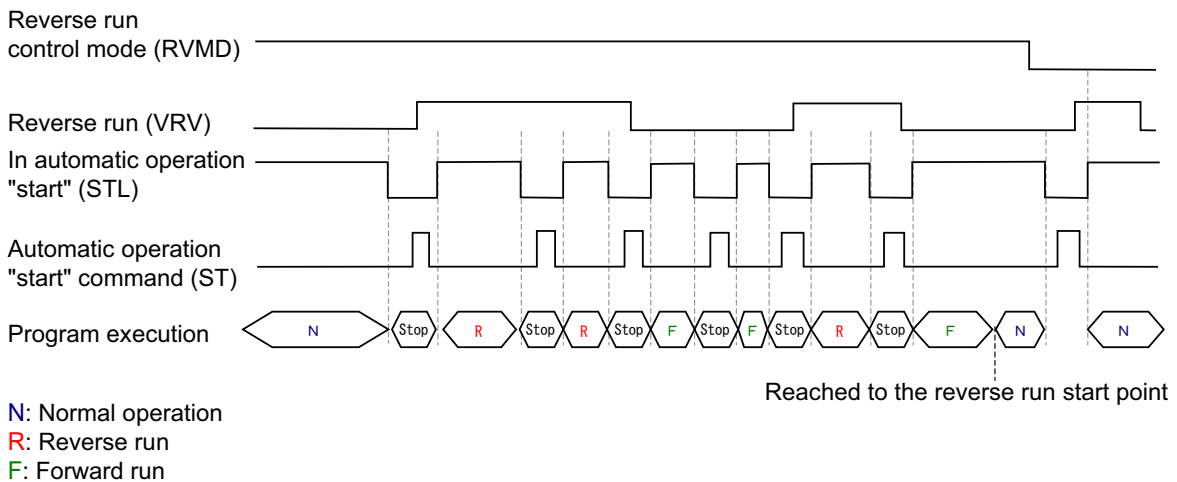 Reverse run
control mode (RVMD)
Reverse run (VRV)
In automatic operation
"start" (STL)
Automatic operation
"start" command (ST)
Program execution
N Stop R Stop R Stop F Stop F Stop R Stop F N N
Reached to the reverse run start point
N: Normal operation
R: Reverse run
F: Forward run